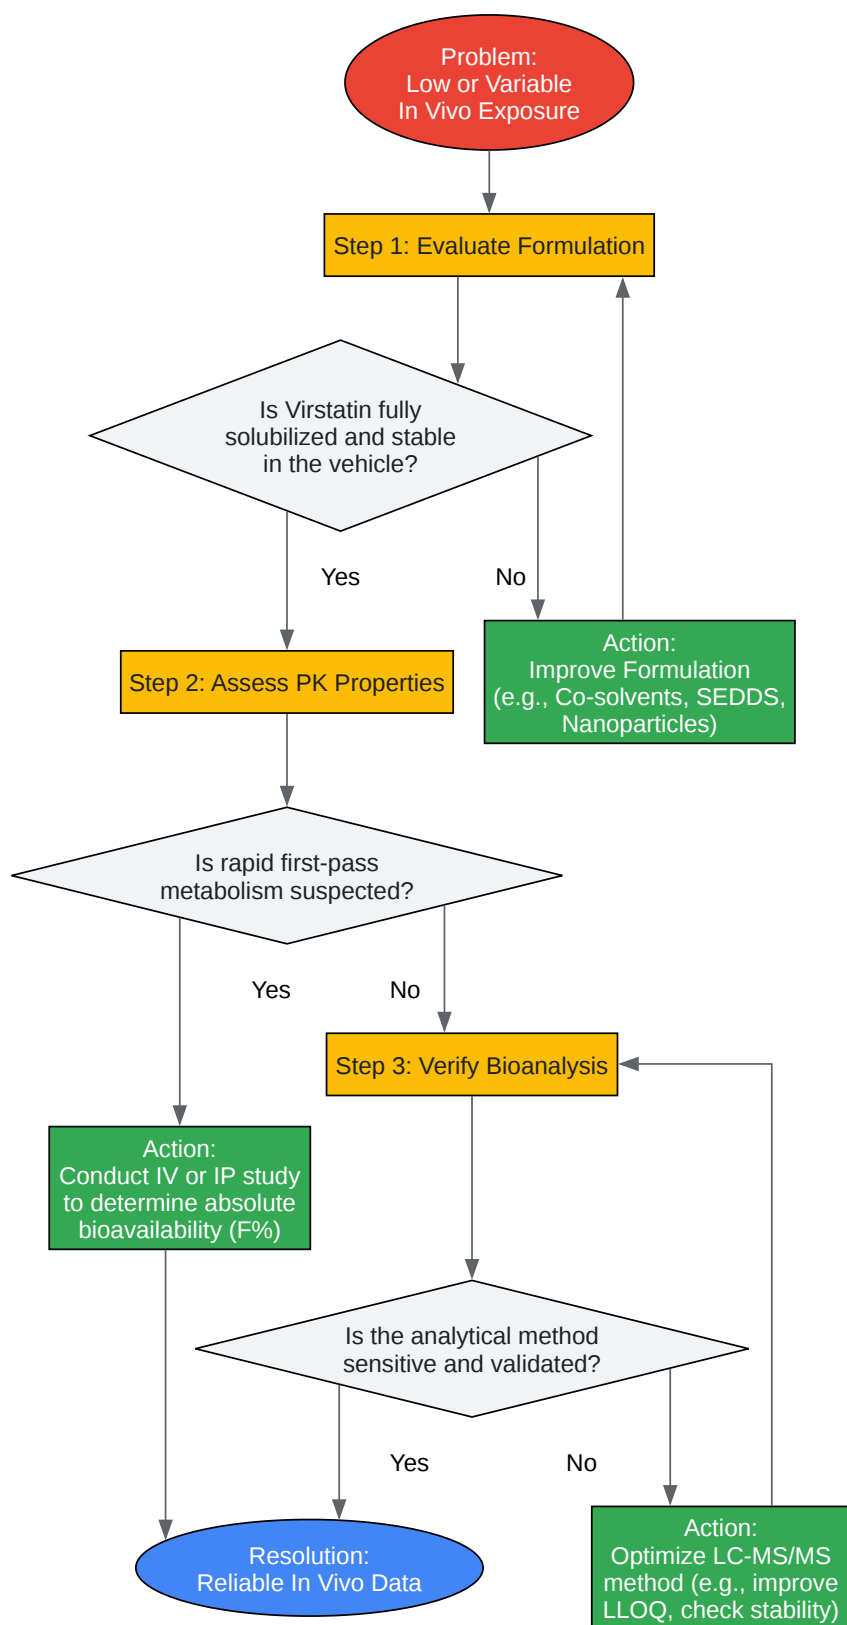 Problem:
Low or Variable
In Vivo Exposure
Step 1: Evaluate Formulation
Is Virstatin fully
solubilized and stable
in the vehicle?
Yes
No
Action:
Improve Formulation
(e.g., Co-solvents, SEDDS,
Nanoparticles)
Step 2: Assess PK Properties
Is rapid first-pass
metabolism suspected?
Yes
No
Step 3: Verify Bioanalysis
Action:
Conduct IV or IP study
to determine absolute
bioavailability (F%)
Is the analytical method
sensitive and validated?
Yes
No
Resolution:
Reliable In Vivo Data
Action:
Optimize LC-MS/MS
method (e.g., improve
LLOQ, check stability)